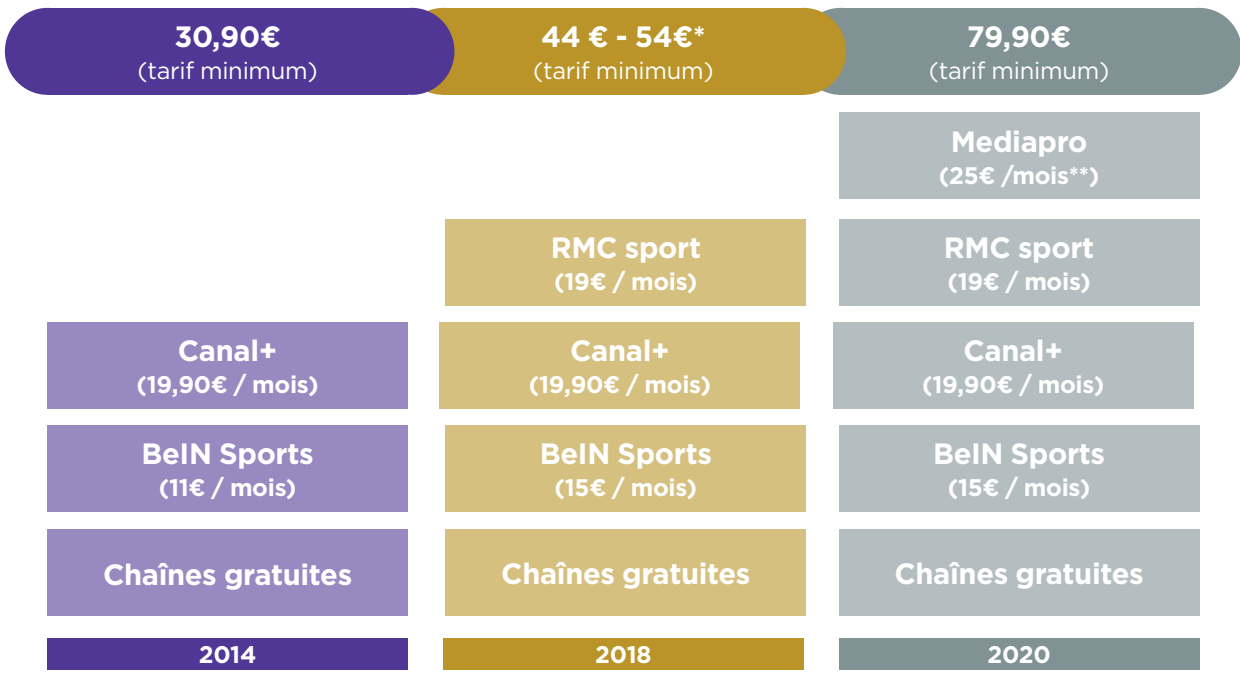 30,90€
(tarif minimum)
44 € - 54€*
(tarif minimum)
79,90€
(tarif minimum)
Mediapro
(25€ /mois**)
RMC sport
(19€ / mois)
RMC sport
(19€ / mois)
Canal+
(19,90€ / mois)
Canal+
(19,90€ / mois)
Canal+
(19,90€ / mois)
BeIN Sports
(11€ / mois)
BeIN Sports
(15€ / mois)
BeIN Sports
(15€ / mois)
Chaînes gratuites
Chaînes gratuites
Chaînes gratuites
2014
2018
2020